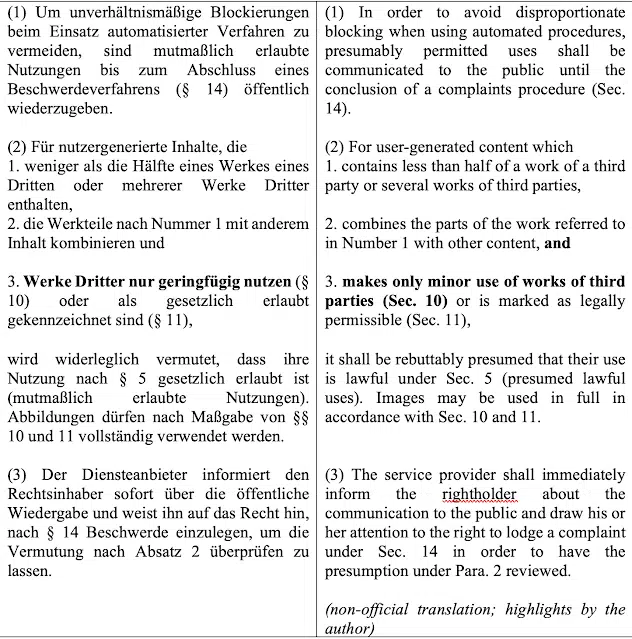 (1) Um unverhältnismäßige Blockierungen
beim Einsatz automatisierter Verfahren zu
vermeiden, sind mutmaßlich erlaubte
Nutzungen bis zum Abschluss eines
Beschwerdeverfahrens (§ 14) öffentlich
wiederzugeben.
(2) Für nutzergenerierte Inhalte, die
1. weniger als die Hälfte eines Werkes eines
Dritten oder mehrerer Werke Dritter
enthalten,
2. die Werkteile nach Nummer 1 mit anderem
Inhalt kombinieren und
3. Werke Dritter nur geringfügig nutzen (§
10) oder als gesetzlich erlaubt
gekennzeichnet sind (§ 11),
wird widerleglich vermutet, dass ihre
Nutzung nach § 5 gesetzlich erlaubt ist
(mutmaßlich erlaubte Nutzungen).
Abbildungen dürfen nach Maßgabe von §§
10 und 11 vollständig verwendet werden.
(3) Der Diensteanbieter informiert den
Rechtsinhaber sofort über die öffentliche
Wiedergabe und weist ihn auf das Recht hin,
nach § 14 Beschwerde einzulegen, um die
Vermutung nach Absatz 2 überprüfen zu
lassen.
(1) In order to avoid disproportionate
blocking when using automated procedures,
presumably permitted uses shall be
communicated to the public until the
conclusion of a complaints procedure (Sec.
14).
(2) For user-generated content which
1. contains less than half of a work of a third
party or several works of third parties,
2. combines the parts of the work referred to
in Number 1 with other content, and
3. makes only minor use of works of third
parties (Sec. 10) or is marked as legally
permissible (Sec. 11),
it shall be rebuttably presumed that their use
is lawful under Sec. 5 (presumed lawful
uses). Images may be used in full in
accordance with Sec. 10 and 11.
(3) The service provider shall immediately
inform the rightholder about the
communication to the public and draw his or
her attention to the right to lodge a complaint
under Sec. 14 in order to have the
presumption under Para. 2 reviewed.
(non-official translation; highlights by the
author)